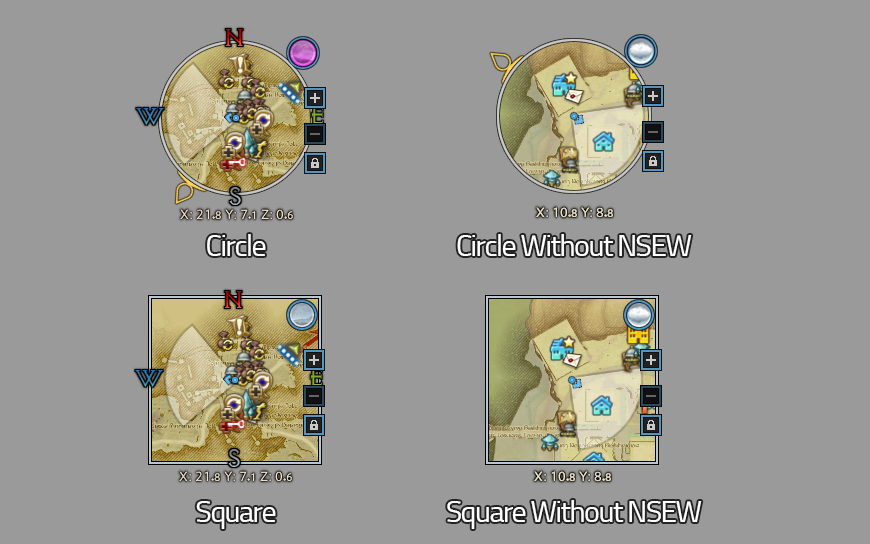 N
W
E
S
X: 21.8 Y: 7.1 Z: 0.6
X: 10.8 Y: 8.8
Circle
Circle Without NSEW
N
W
E
S
X: 21.8 Y: 7.1 Z: 0.6
X: 10.8 Y: 8.8
Square
Square Without NSEW